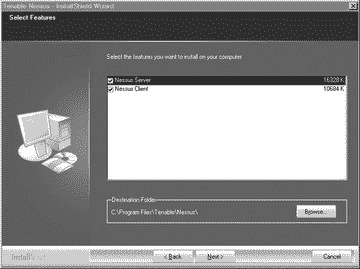 Tenable Nessus - InstallShield Wizard
Select Features
Select the features you want to install on your computer.
Nessus Server 16328 K
Nessus Client 10684 K
Destination Folder
C:\Program Files\Tenable\Nessus\
Browse...
InstallShield
< Back
Next >
Cancel